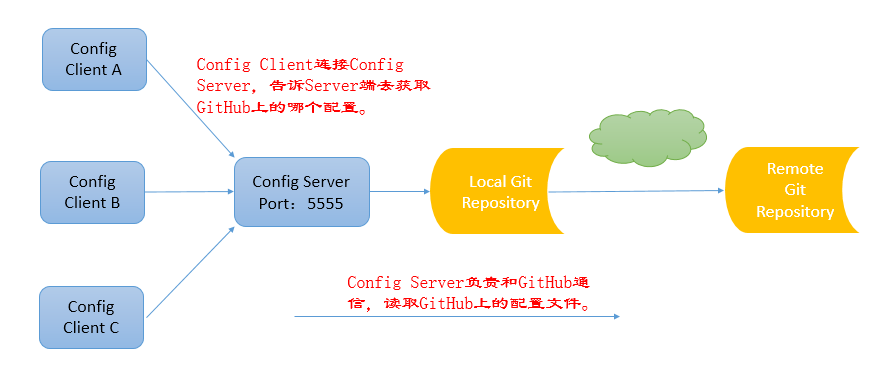 Config
Client A
Config Client连接Config
Server，告诉Server端去获取
GitHub上的哪个配置。
Config
Client B
Config Server
Port：5555
Local Git
Repository
Remote
Git
Repository
Config
Client C
Config Server负责和GitHub通
信，读取GitHub上的配置文件。